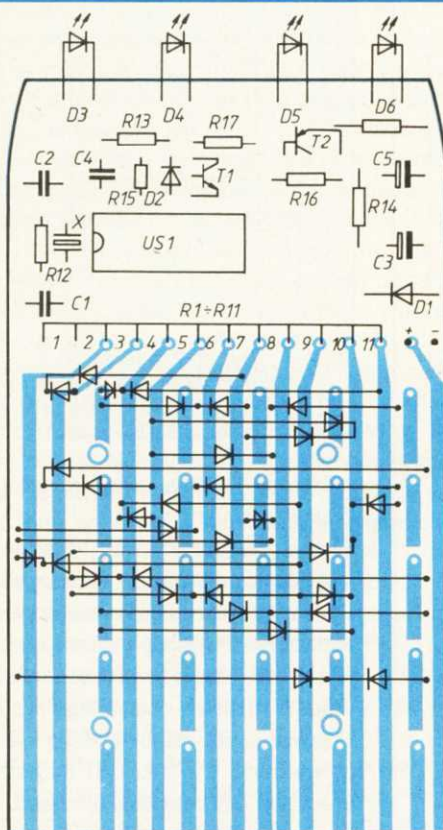 D3 D4 D5 D6
R13 R17 T2
C2 C4 R15 D2 T1 R16 C5
R14
X US1
R12 C3
C1 D1
R1÷R11
1 2 3 4 5 6 7 8 9 10 11 + -